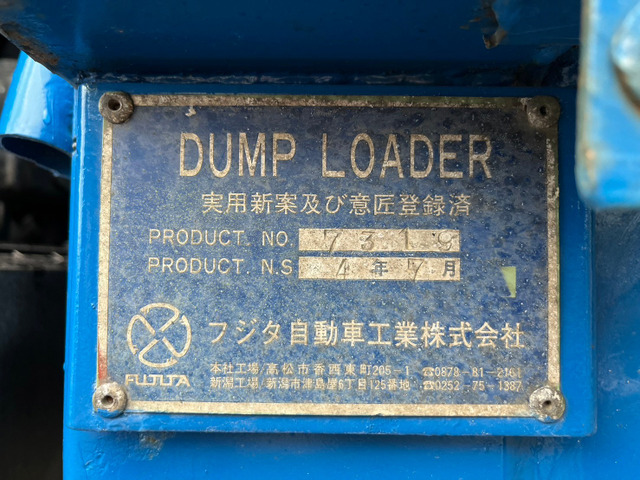 DUMP LOADER
実用新案及び意匠登録済
PRODUCT. NO 7319
PRODUCT. N.S 4年7月
フジタ自動車工業株式会社
FUJITA
本社工場/高松市香西東町205-1 ☎0878-81-2161
新潟工場/新潟市津島屋6丁目125番地 ☎0252-75-1387